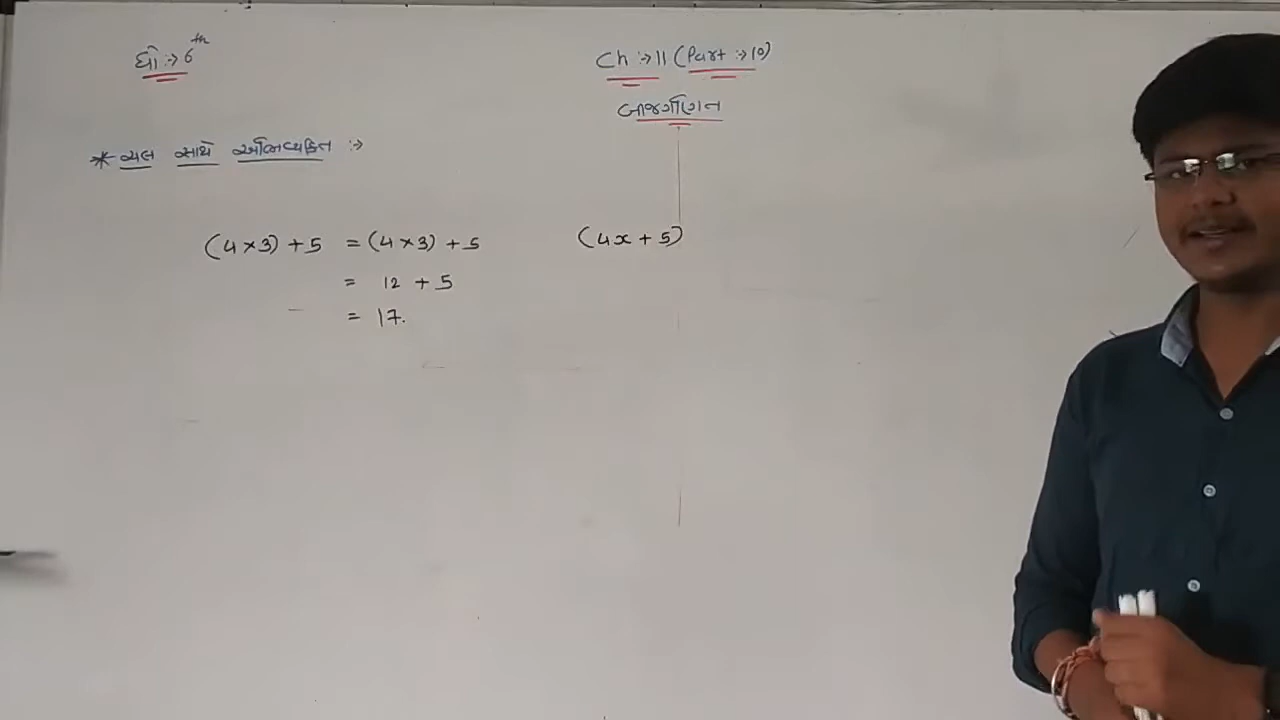 ધો :→ 6th
Ch :→ 11 (Part :→ 10)
બીજગણિત
* ચલ સાથે અભિવ્યક્તિ :→
(4×3) + 5 = (4×3) + 5
(4x + 5)
= 12 + 5
= 17.